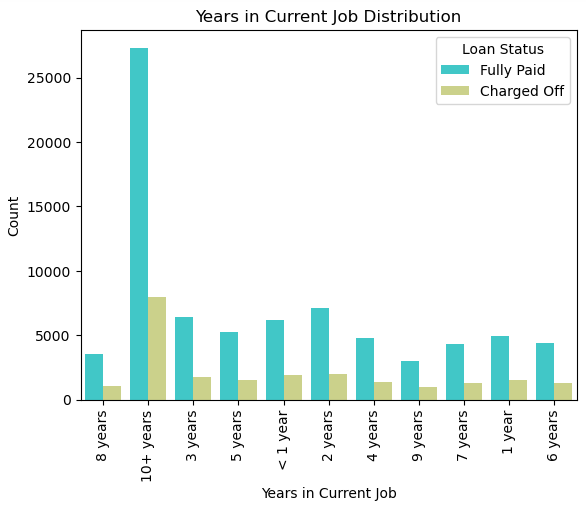 Years in Current Job Distribution
Loan Status
Fully Paid
Charged Off
Count
25000
20000
15000
10000
5000
0
8 years
10+ years
3 years
5 years
< 1 year
2 years
4 years
9 years
7 years
1 year
6 years
Years in Current Job